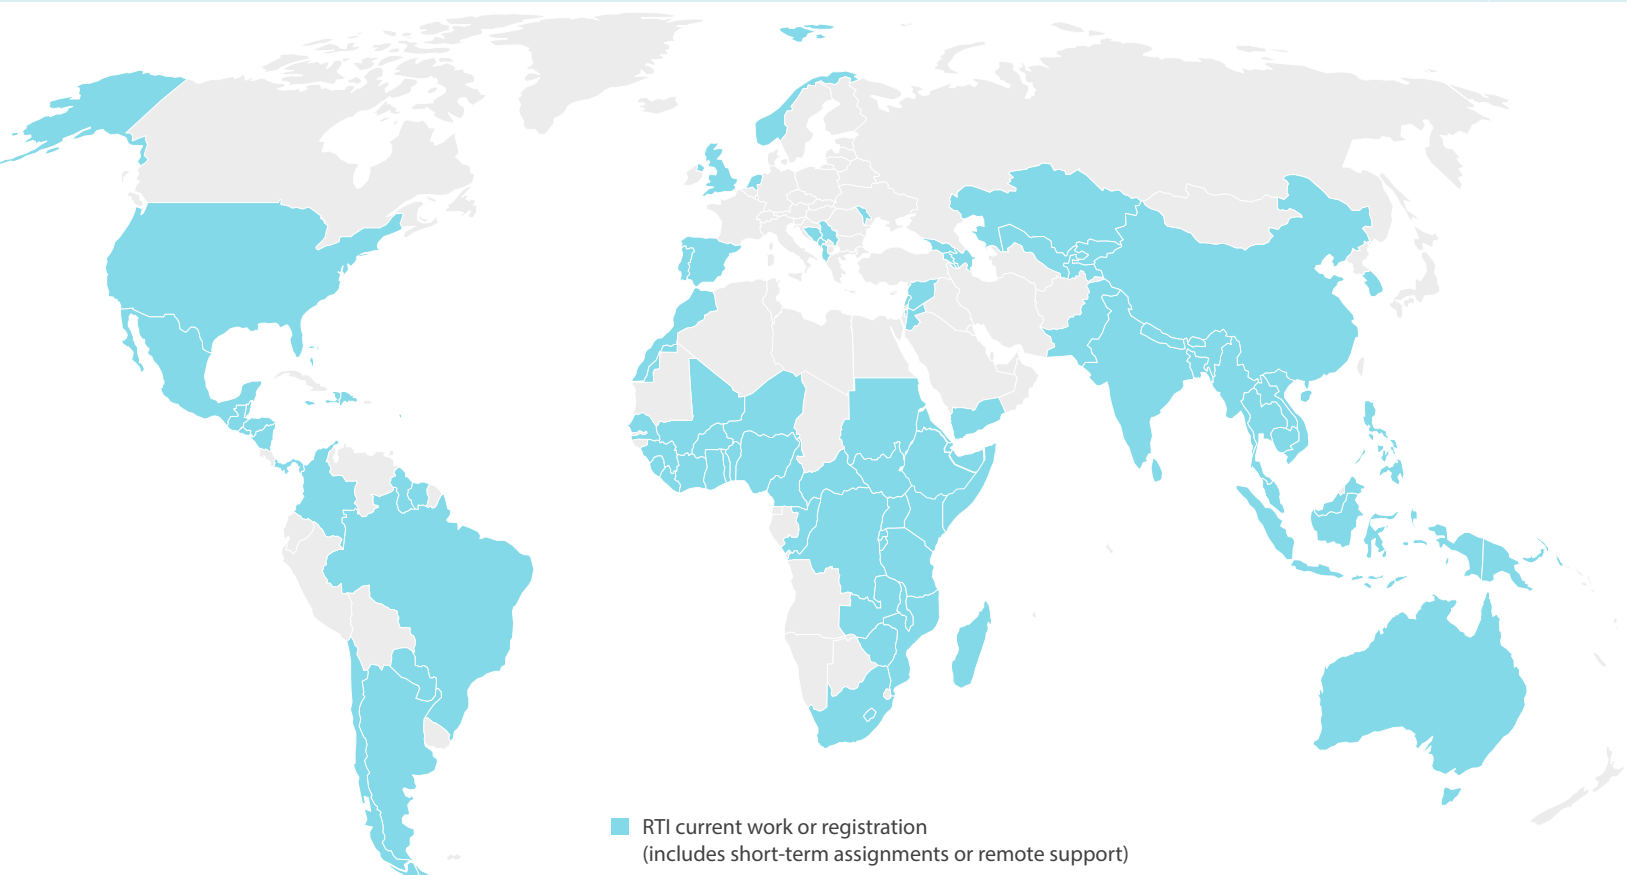 RTI current work or registration
(includes short-term assignments or remote support)